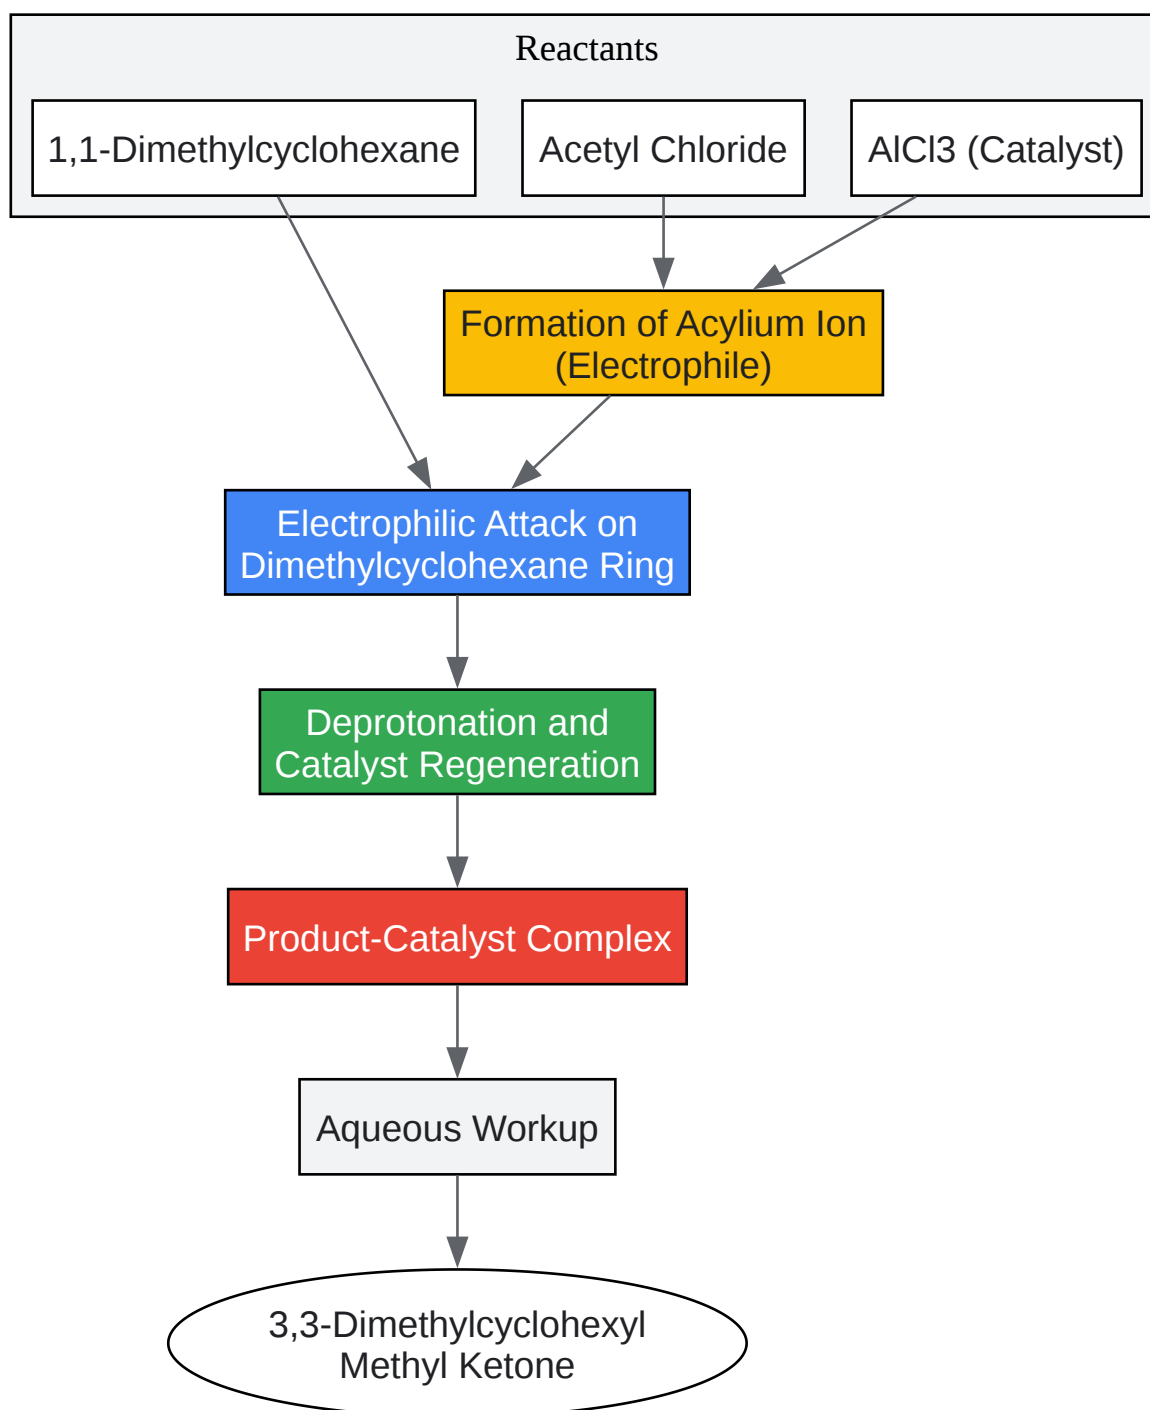 Reactants
1,1-Dimethylcyclohexane
Acetyl Chloride
AlCl3 (Catalyst)
Formation of Acylium Ion
(Electrophile)
Electrophilic Attack on
Dimethylcyclohexane Ring
Deprotonation and
Catalyst Regeneration
Product-Catalyst Complex
Aqueous Workup
3,3-Dimethylcyclohexyl
Methyl Ketone